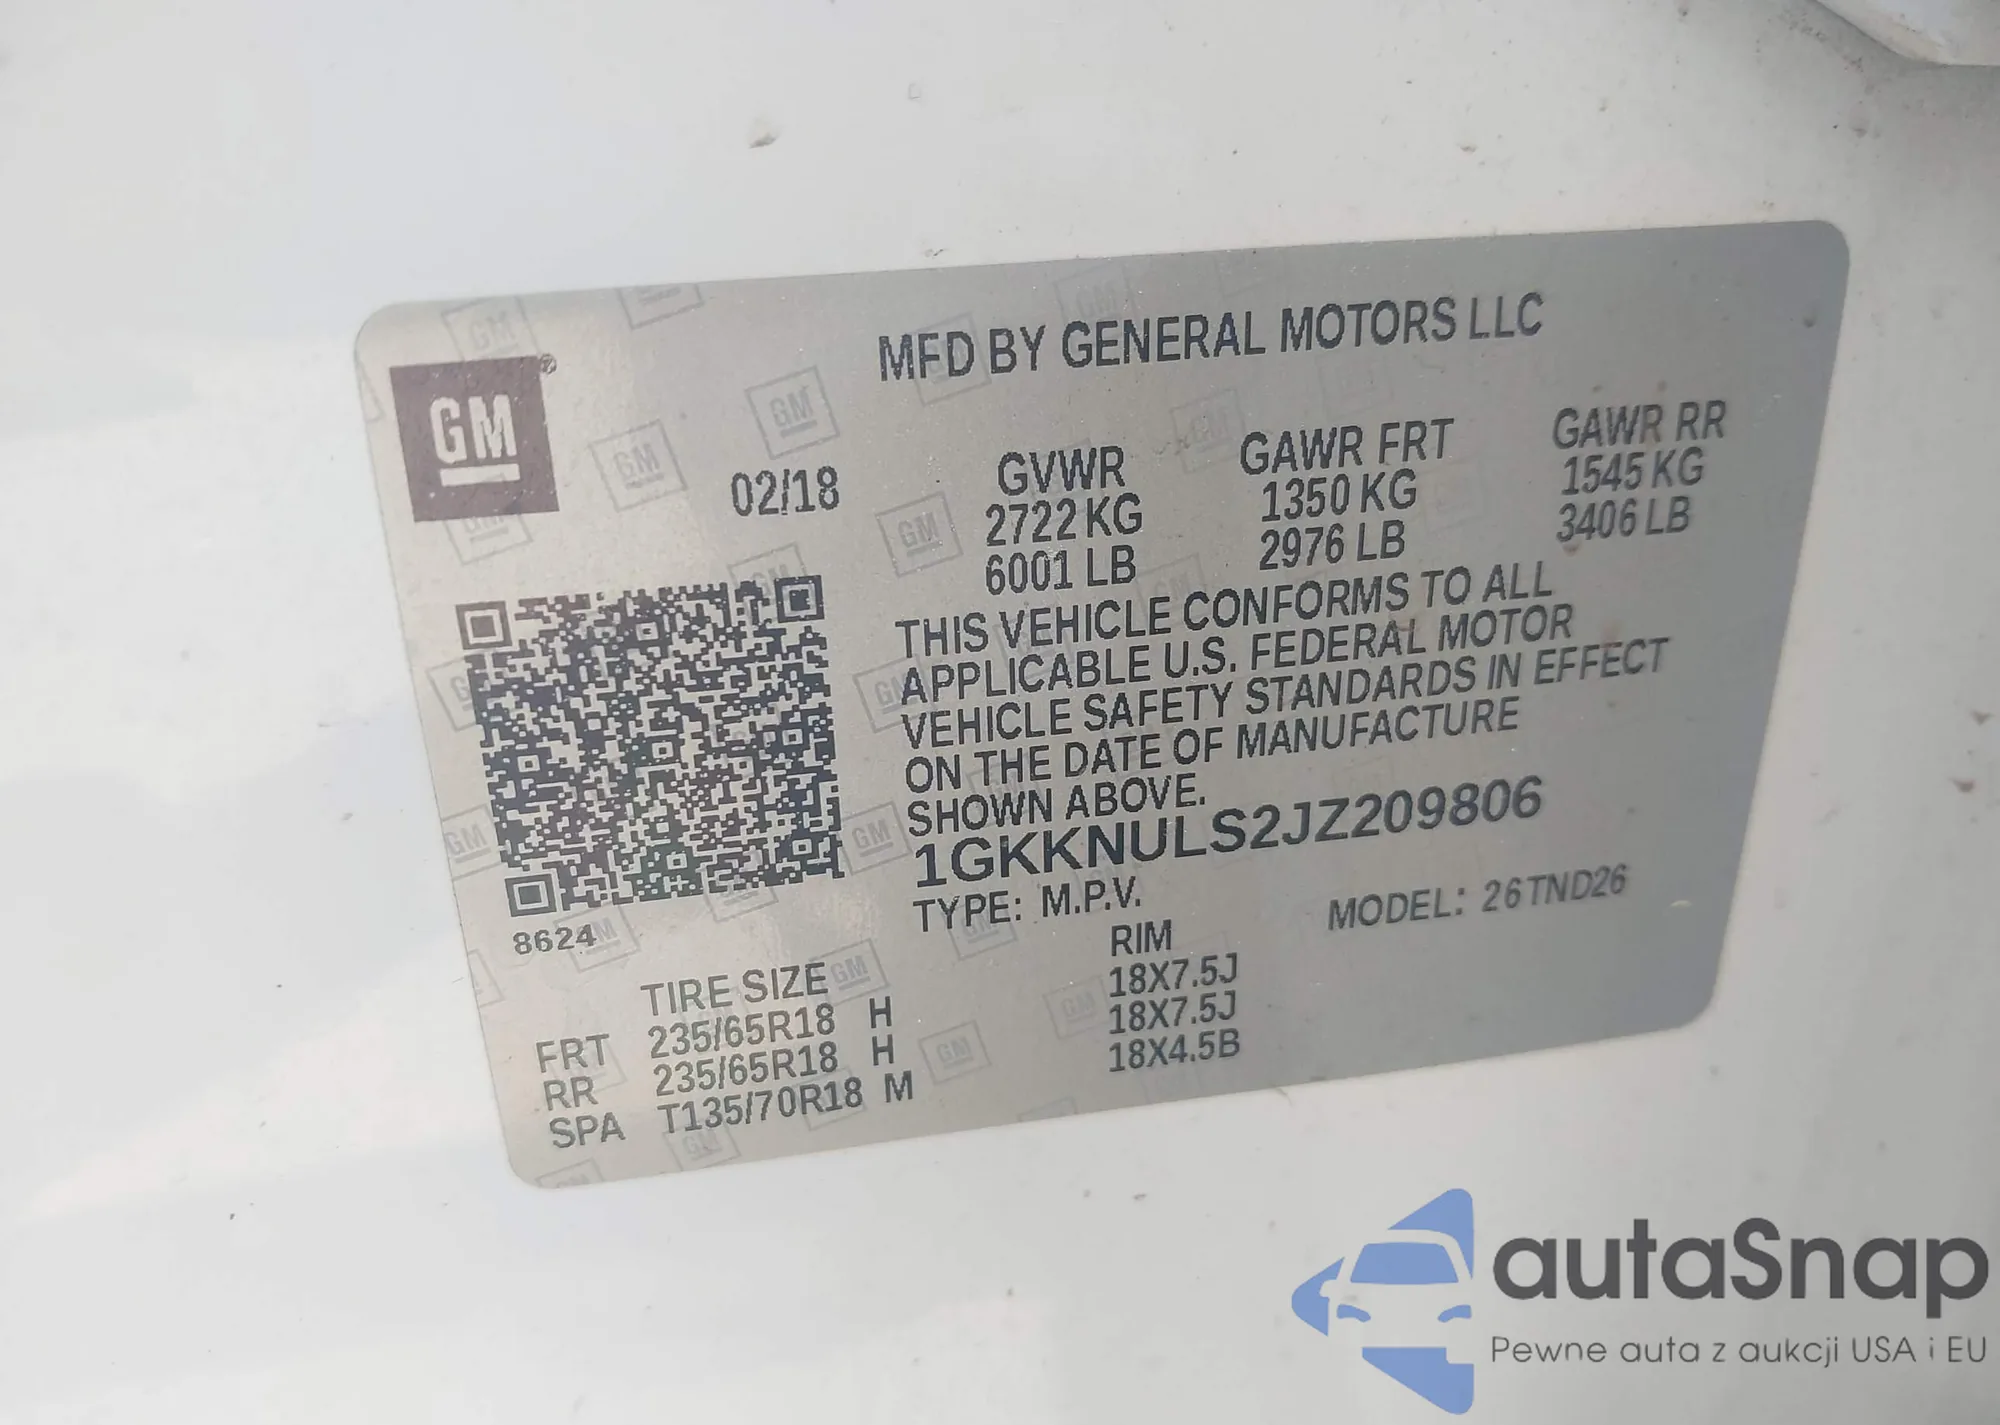 MFD BY GENERAL MOTORS LLC
GM®
02/18
GVWR
2722 KG
6001 LB
GAWR FRT
1350 KG
2976 LB
GAWR RR
1545 KG
3406 LB
THIS VEHICLE CONFORMS TO ALL
APPLICABLE U.S. FEDERAL MOTOR
VEHICLE SAFETY STANDARDS IN EFFECT
ON THE DATE OF MANUFACTURE
SHOWN ABOVE.
1GKKNULS2JZ209806
TYPE: M.P.V.
MODEL: 26TND26
8624
TIRE SIZE
RIM
FRT 235/65R18 H 18X7.5J
RR 235/65R18 H 18X7.5J
SPA T135/70R18 M 18X4.5B
autaSnap
Pewne auta z aukcji USA i EU